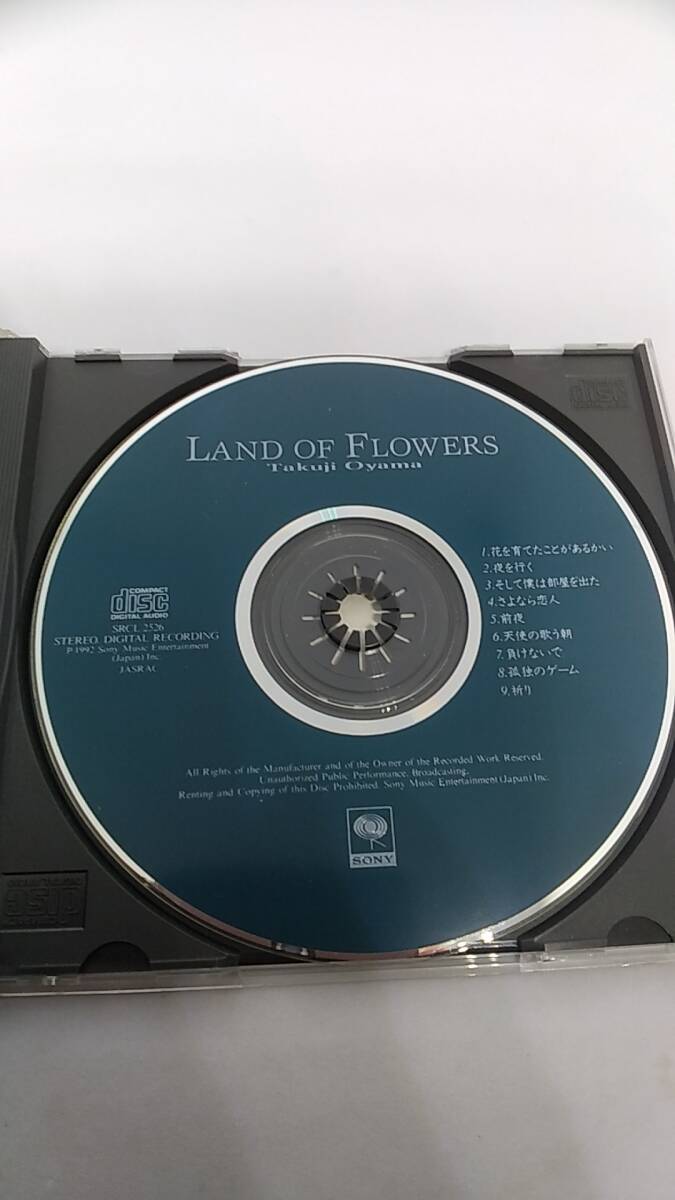 LAND OF FLOWERS
Takuji Oyama
1.花を育てたことがあるかい
2.夜を行く
3.そして僕は部屋を出た
4.さよなら恋人
5.前夜
6.天使の歌う朝
7.負けないで
8.孤独のゲーム
9.祈り
COMPACT
disc
DIGITAL AUDIO
SRCL 2526
STEREO, DIGITAL RECORDING
℗1992 Sony Music Entertainment
(Japan) Inc.
JASRAC
All Rights of the Manufacturer and of the Owner of the Recorded Work Reserved.
Unauthorized Public Performance, Broadcasting,
Renting and Copying of this Disc Prohibited. Sony Music Entertainment (Japan) Inc.
SONY
disc
disc